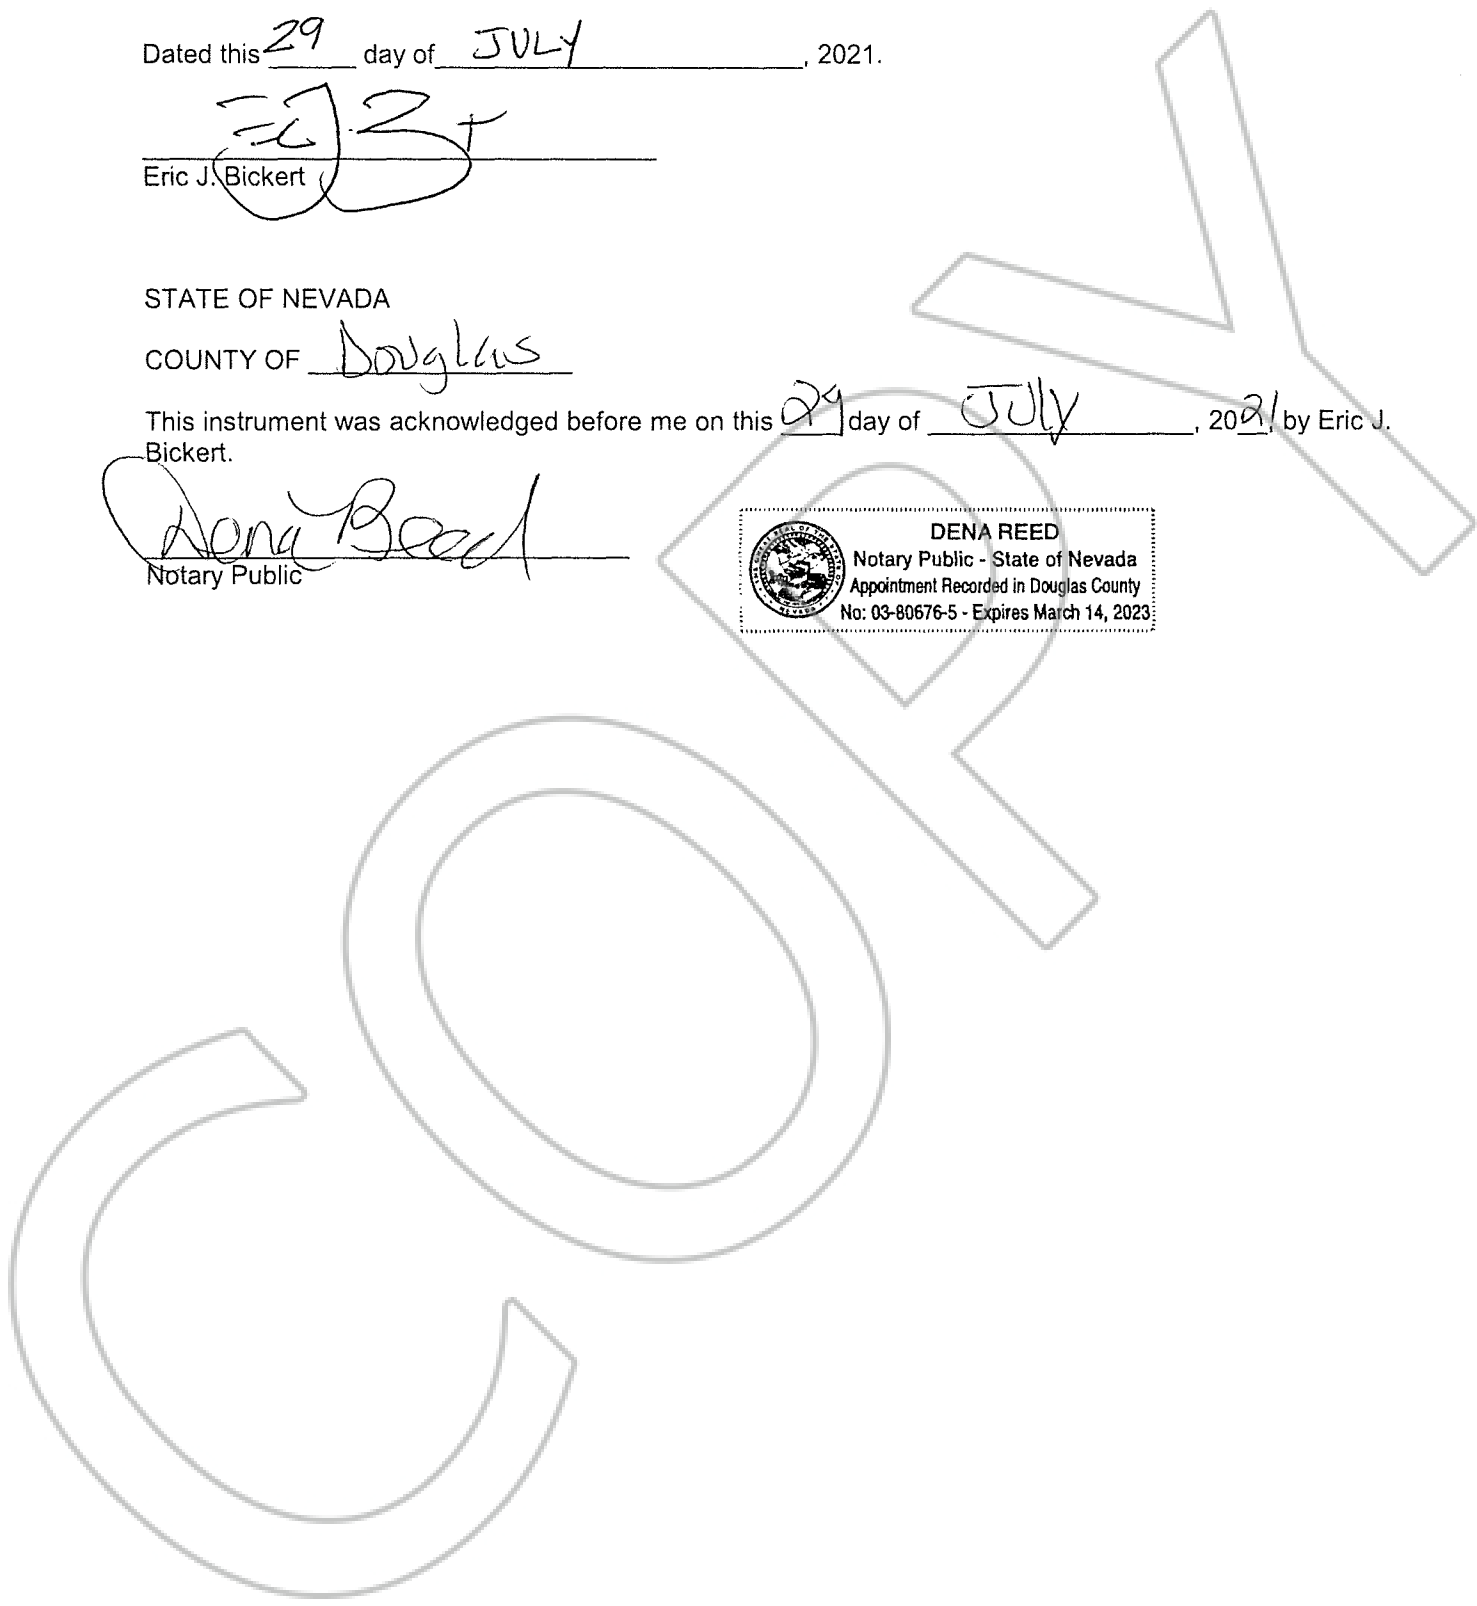 Dated this 29 day of JULY, 2021.
Eric J. Bickert
STATE OF NEVADA
COUNTY OF Douglas
This instrument was acknowledged before me on this 29 day of JUly, 2021 by Eric J.
Bickert.
Dena Reed
Notary Public
DENA REED
Notary Public - State of Nevada
Appointment Recorded in Douglas County
No: 03-80676-5 - Expires March 14, 2023
COPY